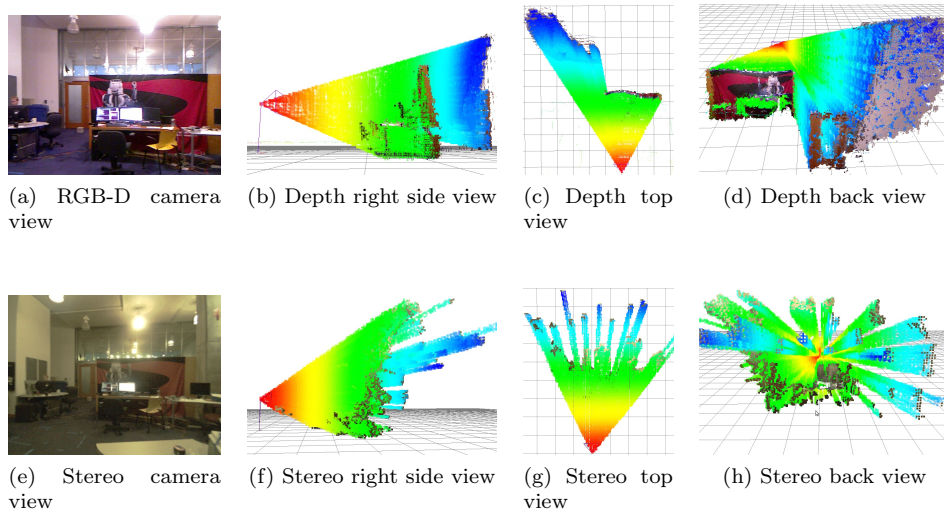 (a) RGB-D camera
view
(b) Depth right side view
(c) Depth top
view
(d) Depth back view
(e) Stereo camera
view
(f) Stereo right side view
(g) Stereo top
view
(h) Stereo back view